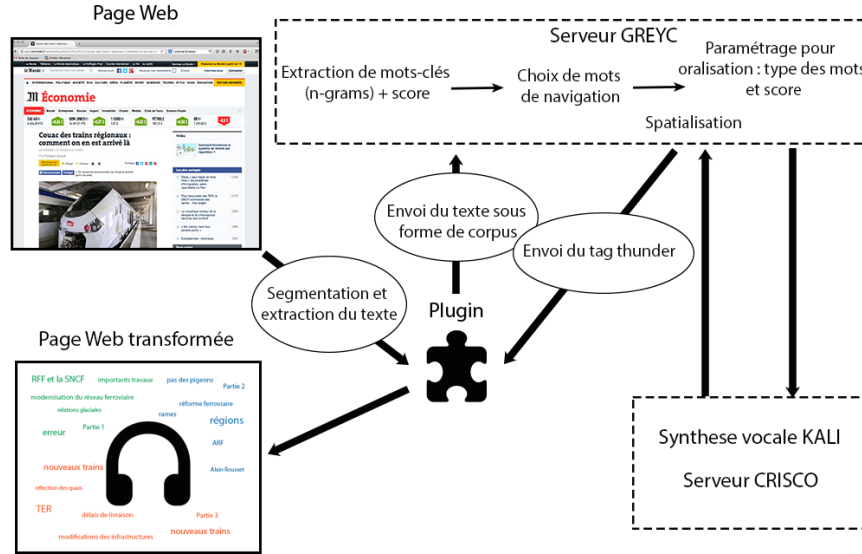 Page Web
Économie
Couac des trains régionaux :
comment on en est arrivé là
Serveur GREYC
Extraction de mots-clés
(n-grams) + score
Choix de mots
de navigation
Paramétrage pour
oralisation : type des mots
et score
Spatialisation
Envoi du texte sous
forme de corpus
Envoi du tag thunder
Segmentation et
extraction du texte
Plugin
Page Web transformée
RFF et la SNCF
importants travaux
pas des pigeons
Partie 2
modernisation du réseau ferroviaire
réforme ferroviaire
relations glaciales
rames
régions
Partie 1
erreur
ARF
nouveaux trains
Alain Rousset
réfection des quais
TER
délais de livraison
Partie 3
modifications des infrastructures
nouveaux trains
Synthese vocale KALI
Serveur CRISCO